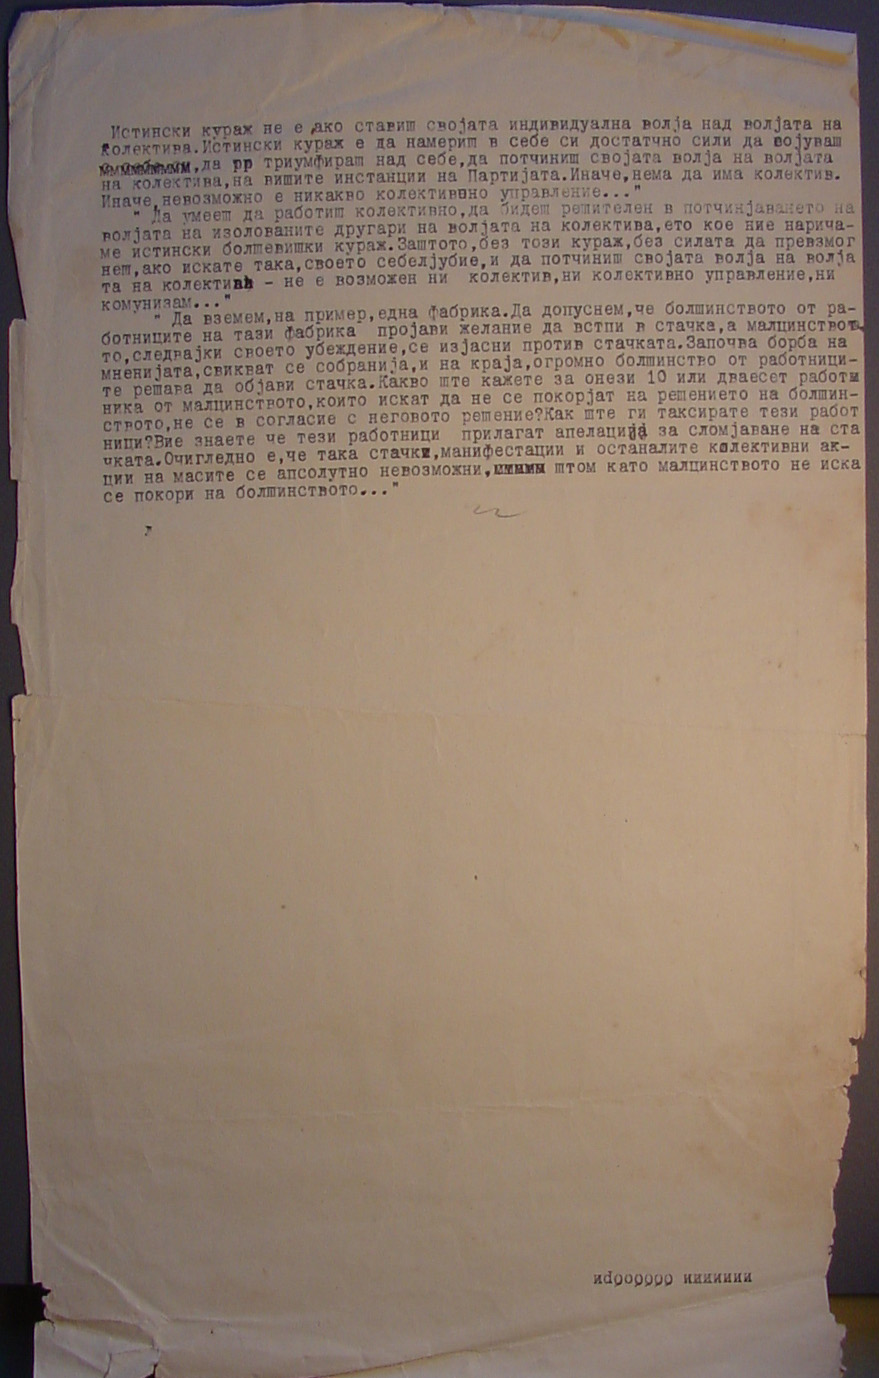 Истински кураж не е ако ставиш својата индивидуална волја над волјата на
колектива.Истински кураж е да намериш в себе си достатчно сили да војуваш
да пр триумфираш над себе,да потчиниш својата волја на волјата
на колектива,на вишите инстанции на Партијата.Иначе,нема да има колектив.
Иначе,невозможно е никакво колективно управление..."
" Да умееш да работиш колективно,да бидеш решителен в потчинјаването на
волјата на изолованите другари на волјата на колектива,ето кое ние нарича-
ме истински болшевишки кураж.Заштото,без този кураж,без силата да превзмог
неш,ако искате така,своето себелјубие,и да потчиниш својата волја на волја
та на колектива - не е возможен ни колектив,ни колективно управление,ни
комунизам..."
" Да вземем,на пример,една фабрика.Да допуснем,че болшинството от ра-
ботниците на тази фабрика пројави желание да встпи в стачка,а малцинствот
то,следвајки своето убеждение,се изјасни против стачката.Започва борба на
мненијата,свикват се собранија,и на краја,огромно болшинство от работници-
те решава да објави стачка.Какво ште кажете за онези 10 или дваесет работи
ника от малцинството,които искат да не се покорјат на решението на болшин-
ството,не се в согласие с неговото решение?Как ште ги таксирате тези работ
ници?Вие знаете че тези работници прилагат апелација за сломјаване на ста
чката.Очигледно е,че така стачки,манифестации и останалите колективни ак-
ции на масите се апсолутно невозможни, штом като малцинството не иска
се покори на болшинството..."